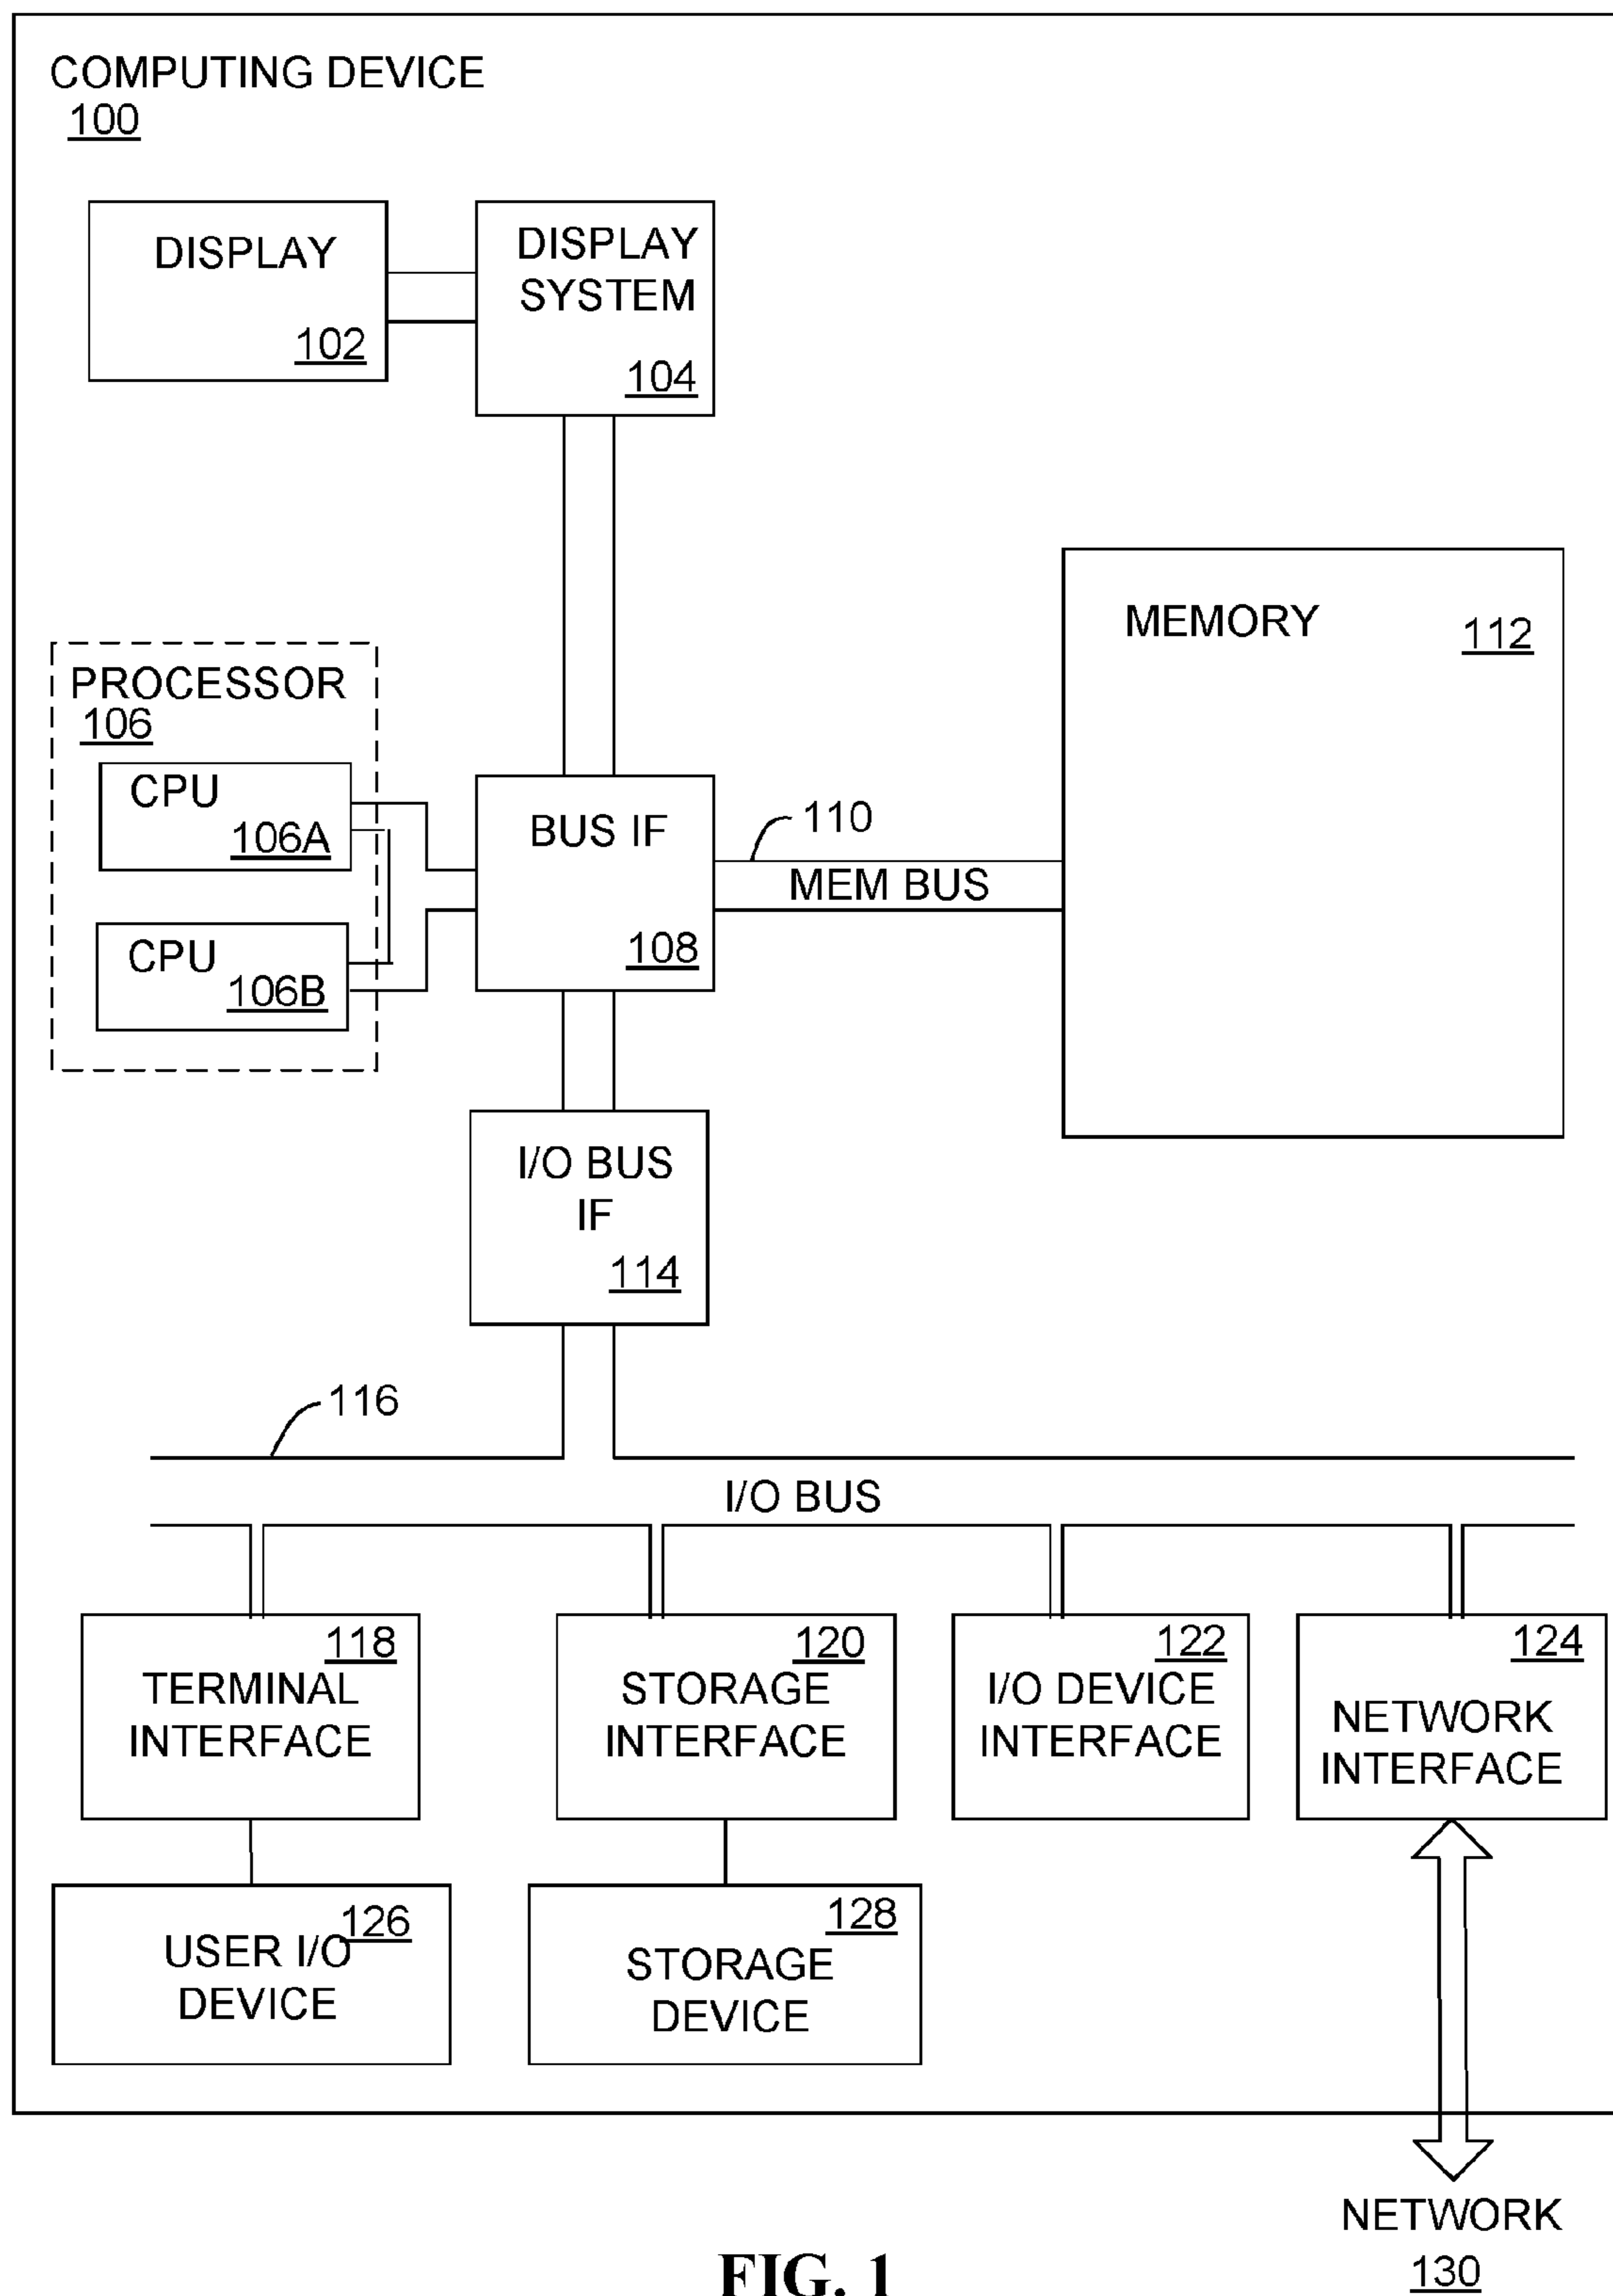 COMPUTING DEVICE
100
DISPLAY
102
DISPLAY
SYSTEM
104
MEMORY
112
PROCESSOR
106
CPU
106A
CPU
106B
BUS IF
108
110
MEM BUS
I/O BUS
IF
114
116
I/O BUS
118
TERMINAL
INTERFACE
120
STORAGE
INTERFACE
122
I/O DEVICE
INTERFACE
124
NETWORK
INTERFACE
126
USER I/O
DEVICE
128
STORAGE
DEVICE
NETWORK
130
FIG. 1